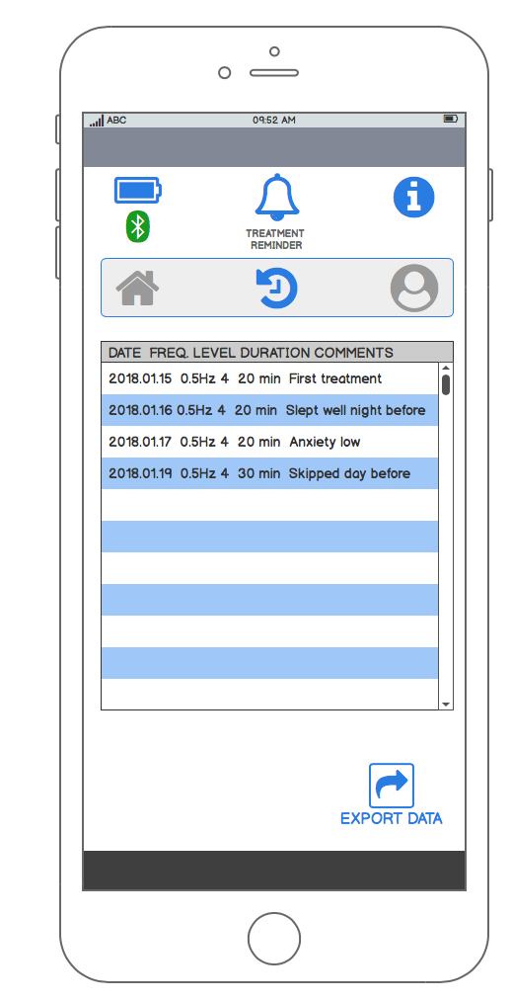 ABC 09:52 AM
TREATMENT
REMINDER
DATE FREQ. LEVEL DURATION COMMENTS
2018.01.15 0.5Hz 4 20 min First treatment
2018.01.16 0.5Hz 4 20 min Slept well night before
2018.01.17 0.5Hz 4 20 min Anxiety low
2018.01.19 0.5Hz 4 30 min Skipped day before
EXPORT DATA